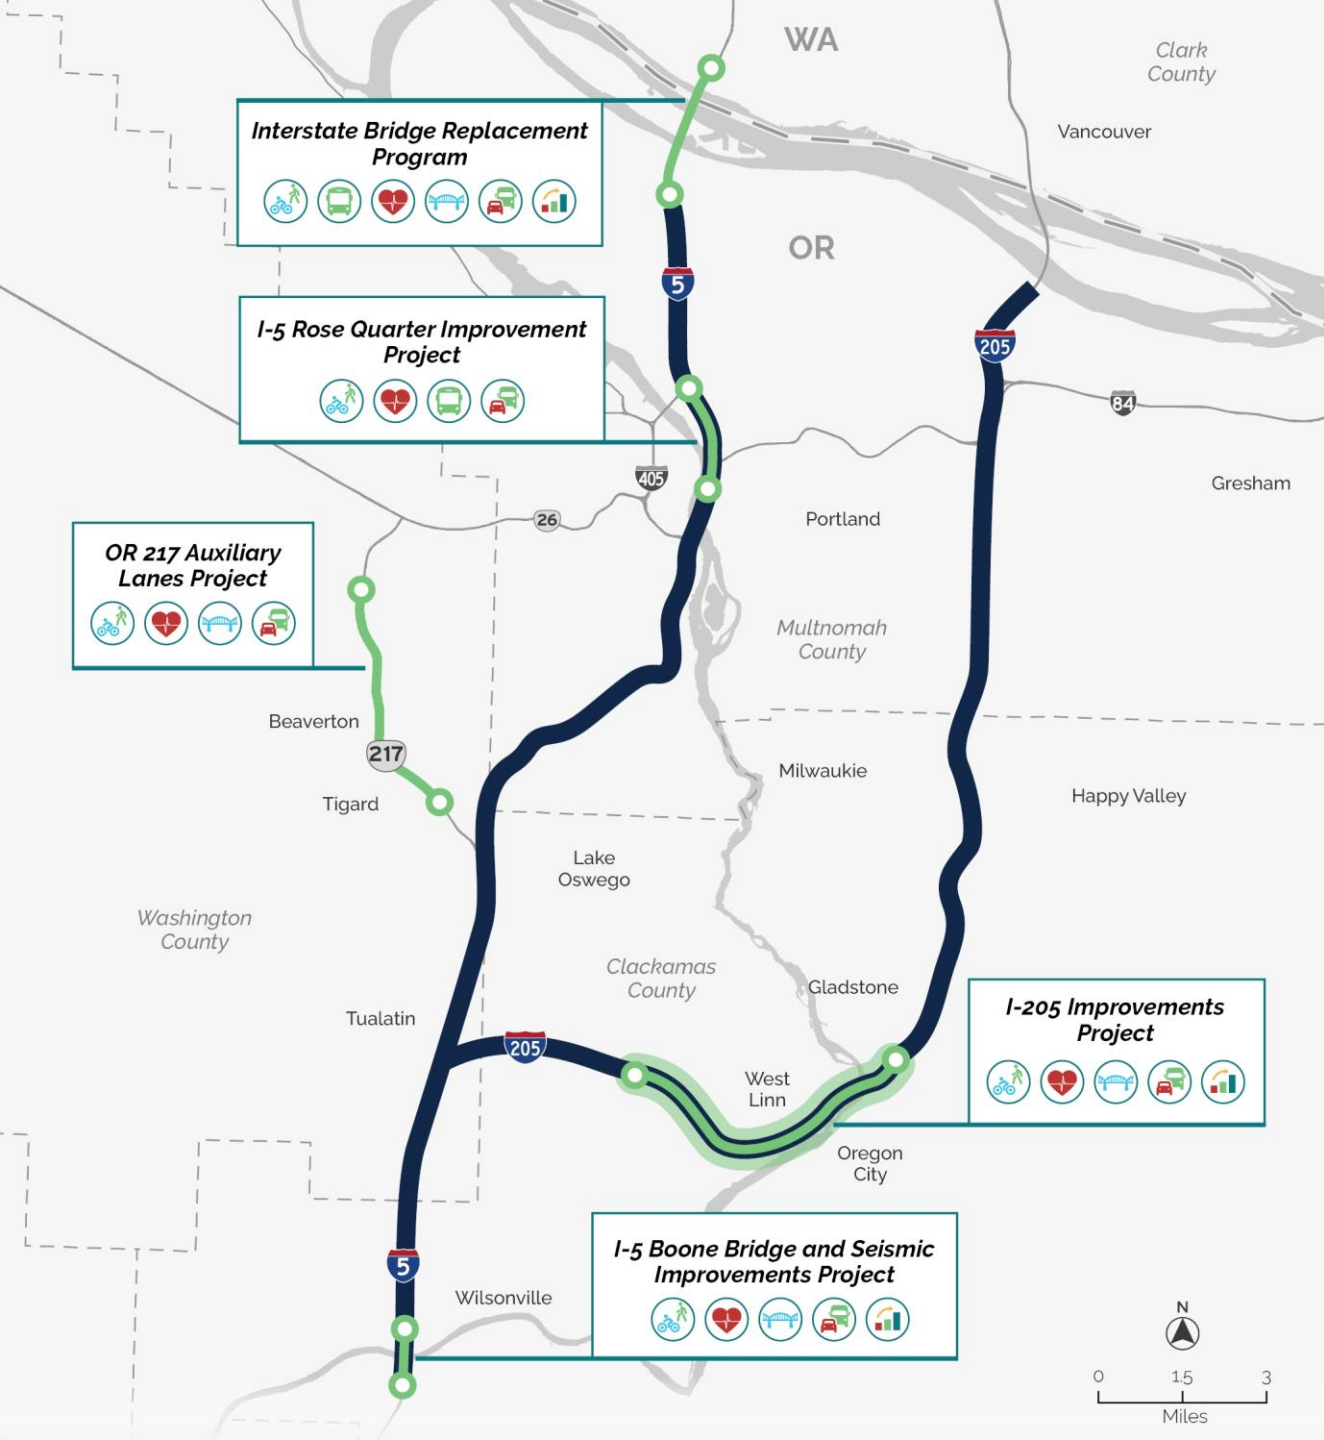 WA
Clark
County
Vancouver
Interstate Bridge Replacement
Program
OR
5
I-5 Rose Quarter Improvement
Project
205
84
405
Gresham
26
Portland
OR 217 Auxiliary
Lanes Project
Multnomah
County
Beaverton
217
Milwaukie
Tigard
Happy Valley
Lake
Oswego
Washington
County
Clackamas
County
Gladstone
I-205 Improvements
Project
Tualatin
205
West
Linn
Oregon
City
I-5 Boone Bridge and Seismic
Improvements Project
5
Wilsonville
N
0 1.5 3
Miles